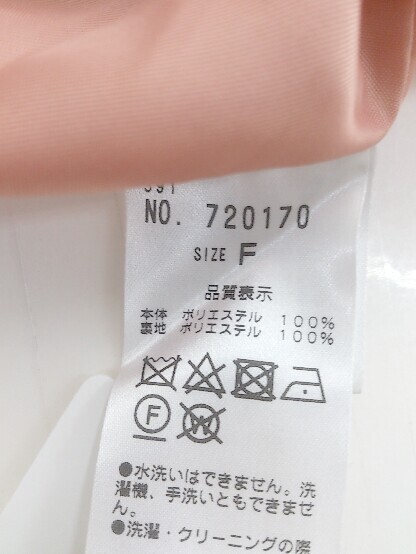 NO. 720170
SIZE F
品質表示
本体 ポリエステル 100%
裏地 ポリエステル 100%
F
W
●水洗いはできません。洗
濯機、手洗いともできませ
ん。
●洗濯・クリーニングの際